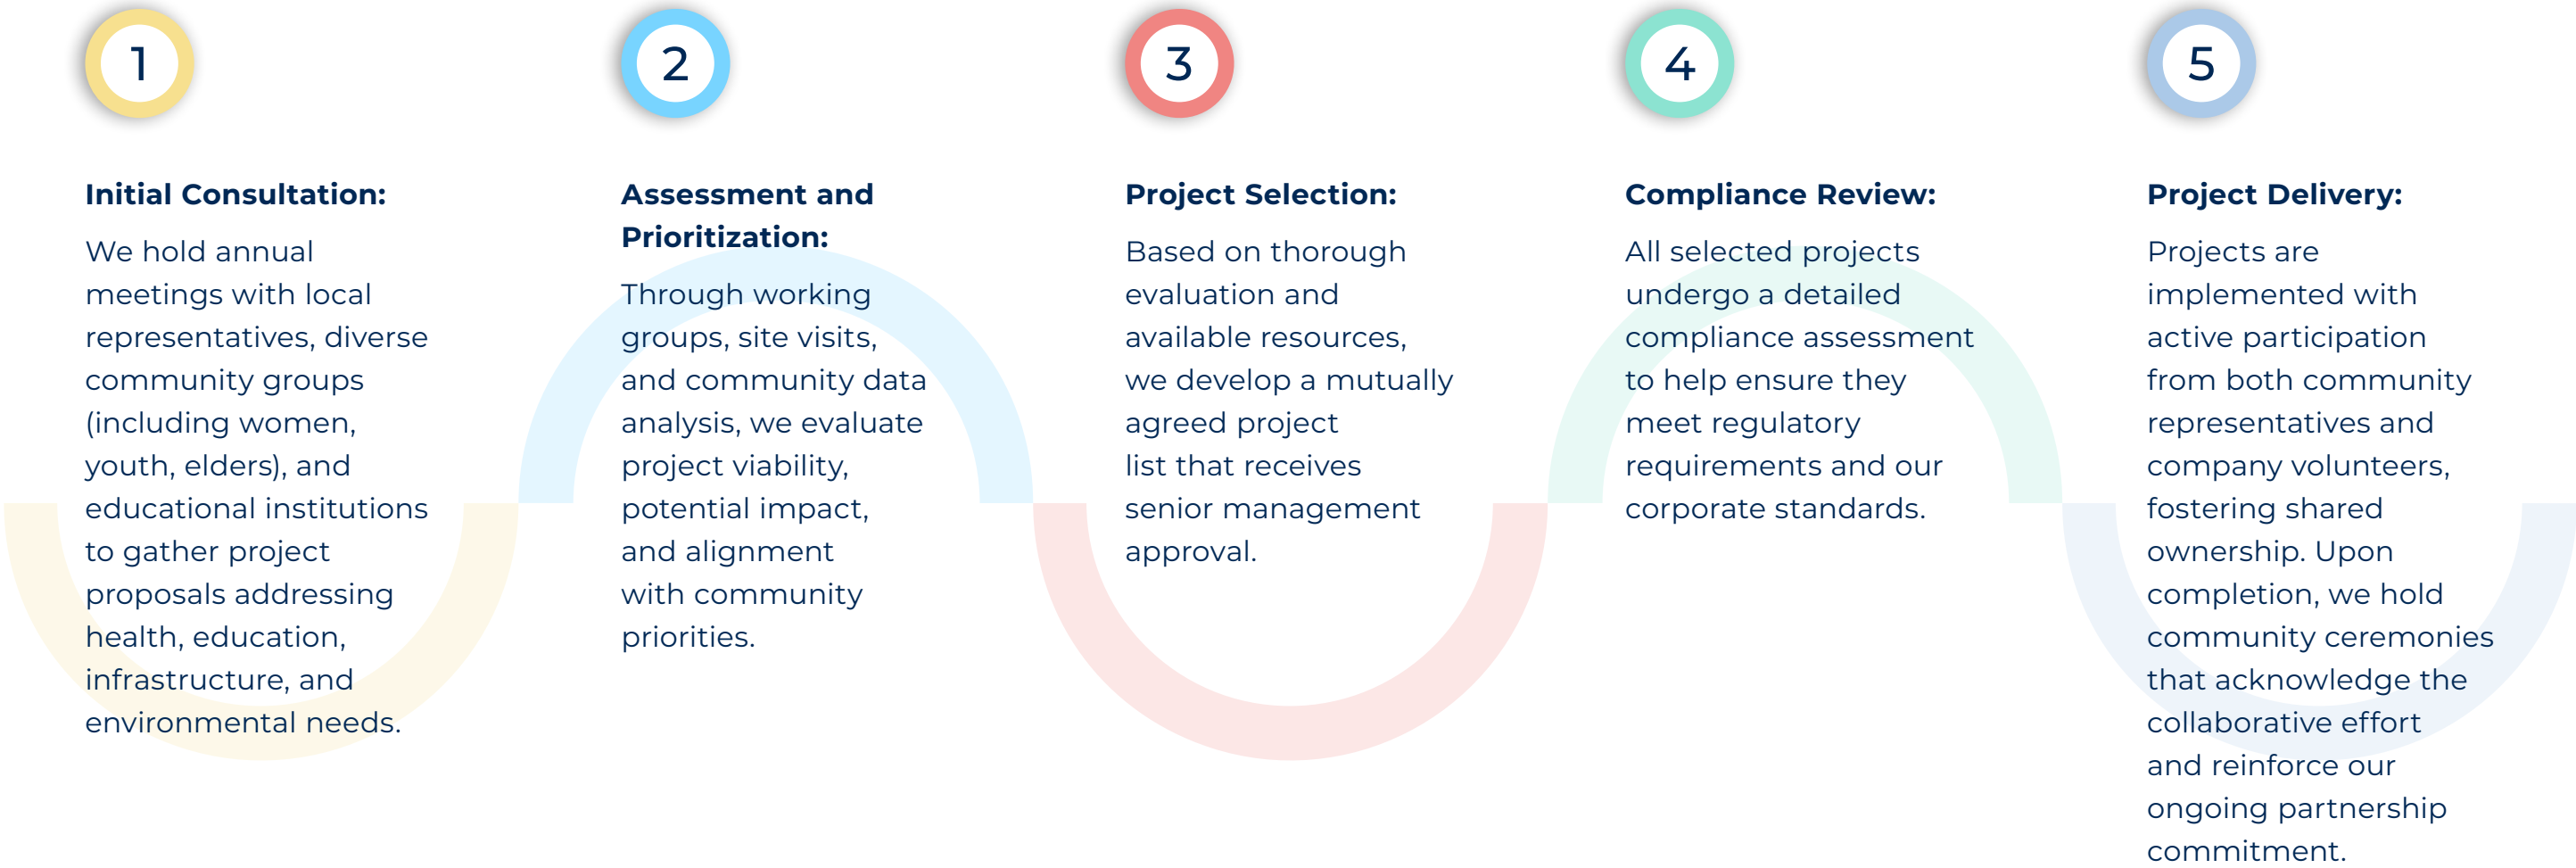 1
Initial Consultation:
We hold annual
meetings with local
representatives, diverse
community groups
(including women,
youth, elders), and
educational institutions
to gather project
proposals addressing
health, education,
infrastructure, and
environmental needs.
2
Assessment and
Prioritization:
Through working
groups, site visits,
and community data
analysis, we evaluate
project viability,
potential impact,
and alignment
with community
priorities.
3
Project Selection:
Based on thorough
evaluation and
available resources,
we develop a mutually
agreed project
list that receives
senior management
approval.
4
Compliance Review:
All selected projects
undergo a detailed
compliance assessment
to help ensure they
meet regulatory
requirements and our
corporate standards.
5
Project Delivery:
Projects are
implemented with
active participation
from both community
representatives and
company volunteers,
fostering shared
ownership. Upon
completion, we hold
community ceremonies
that acknowledge the
collaborative effort
and reinforce our
ongoing partnership
commitment.